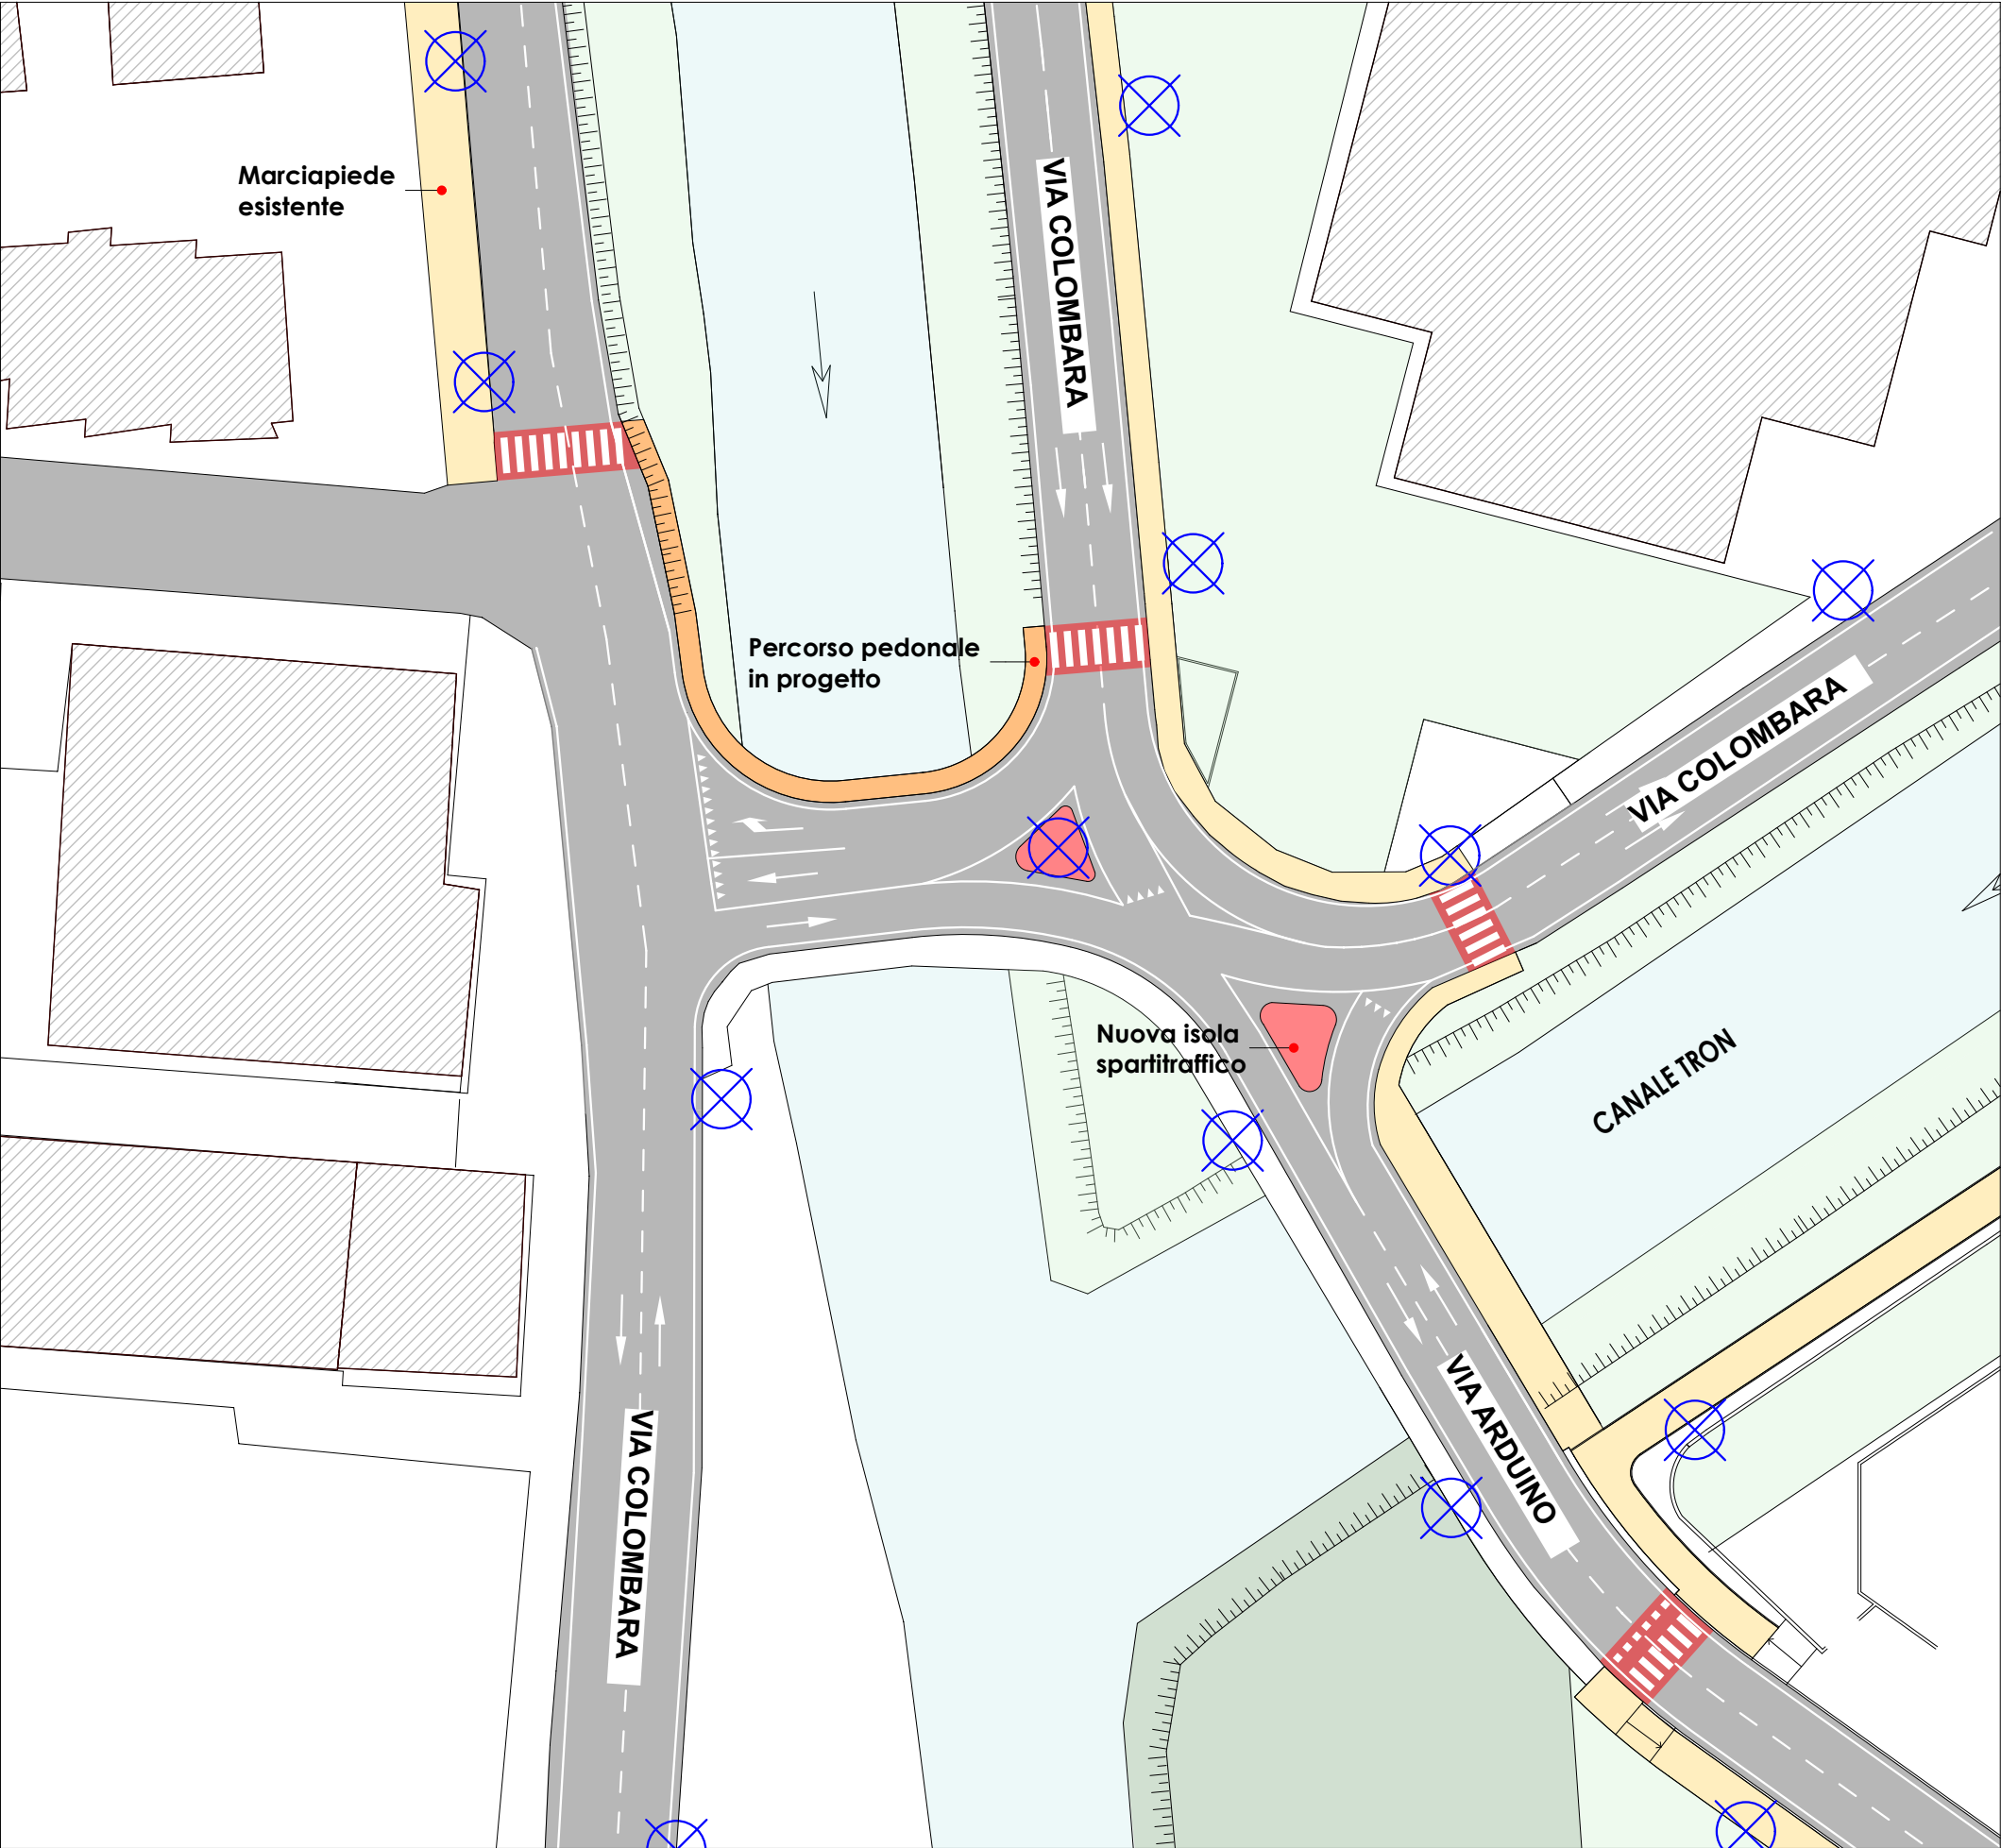 Marciapiede
esistente
VIA COLOMBARA
Percorso pedonale
in progetto
VIA COLOMBARA
Nuova isola
spartitraffico
CANALE TRON
VIA ARDUINO
VIA COLOMBARA